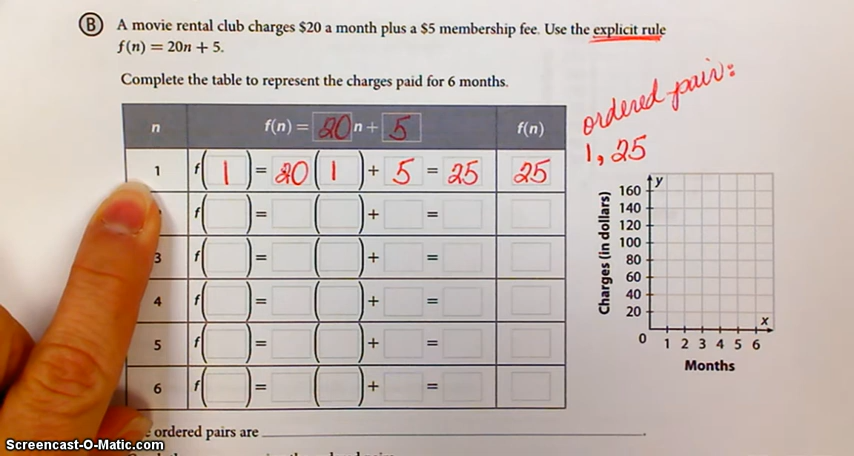 B A movie rental club charges $20 a month plus a $5 membership fee. Use the explicit rule
f(n) = 20n + 5.
Complete the table to represent the charges paid for 6 months.
ordered pair:
1, 25
n f(n) = 20 n + 5 f(n)
1 f( 1 ) = 20 ( 1 ) + 5 = 25 25
f( ) = ( ) + =
3 f( ) = ( ) + =
4 f( ) = ( ) + =
5 f( ) = ( ) + =
6 f( ) = ( ) + =
Charges (in dollars)
y
160
140
120
100
80
60
40
20
x
0 1 2 3 4 5 6
Months
ordered pairs are ________.
Screencast-O-Matic.com